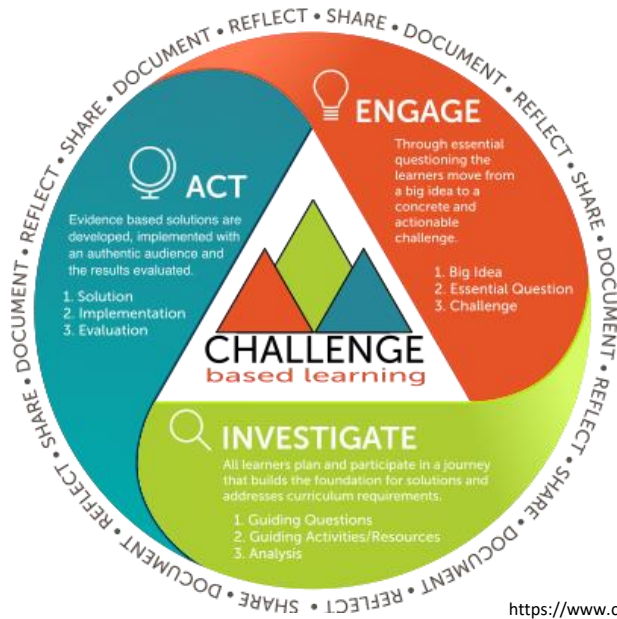 DOCUMENT • REFLECT • SHARE • DOCUMENT • REFLECT • SHARE • DOCUMENT • REFLECT • SHARE • DOCUMENT • REFLECT • SHARE • DOCUMENT • REFLECT • SHARE • DOCUMENT • REFLECT • SHARE •
ENGAGE
Through essential
questioning the
learners move from
a big idea to a
concrete and
actionable
challenge.
1. Big Idea
2. Essential Question
3. Challenge
ACT
Evidence based solutions are
developed, implemented with
an authentic audience and
the results evaluated.
1. Solution
2. Implementation
3. Evaluation
CHALLENGE
based learning
INVESTIGATE
All learners plan and participate in a journey
that builds the foundation for solutions and
addresses curriculum requirements.
1. Guiding Questions
2. Guiding Activities/Resources
3. Analysis
https://www.